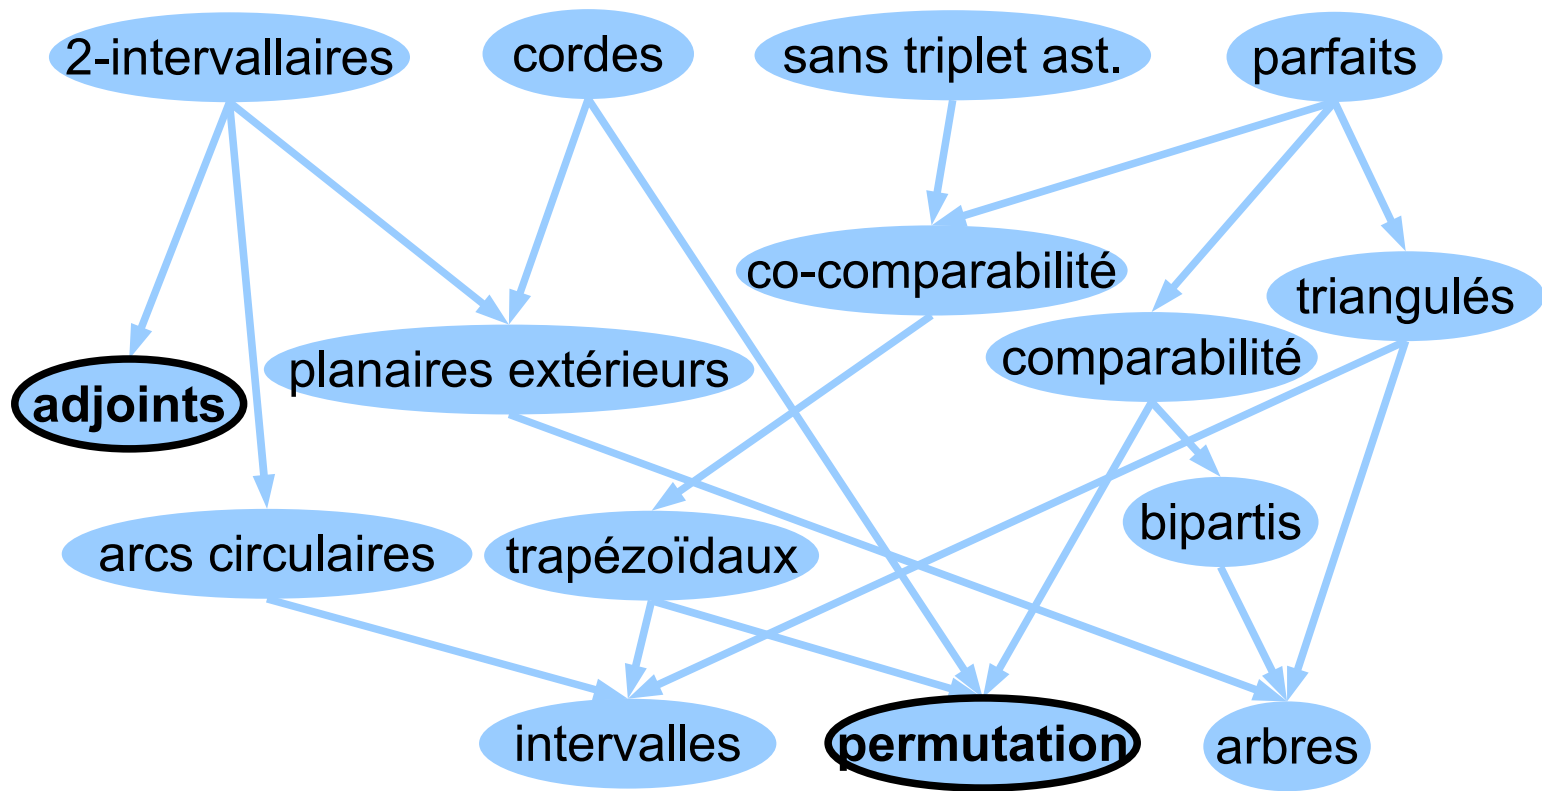 2-intervallaires
cordes
sans triplet ast.
parfaits
co-comparabilité
triangulés
comparabilité
planaires extérieurs
adjoints
bipartis
arcs circulaires
trapézoïdaux
intervalles
permutation
arbres